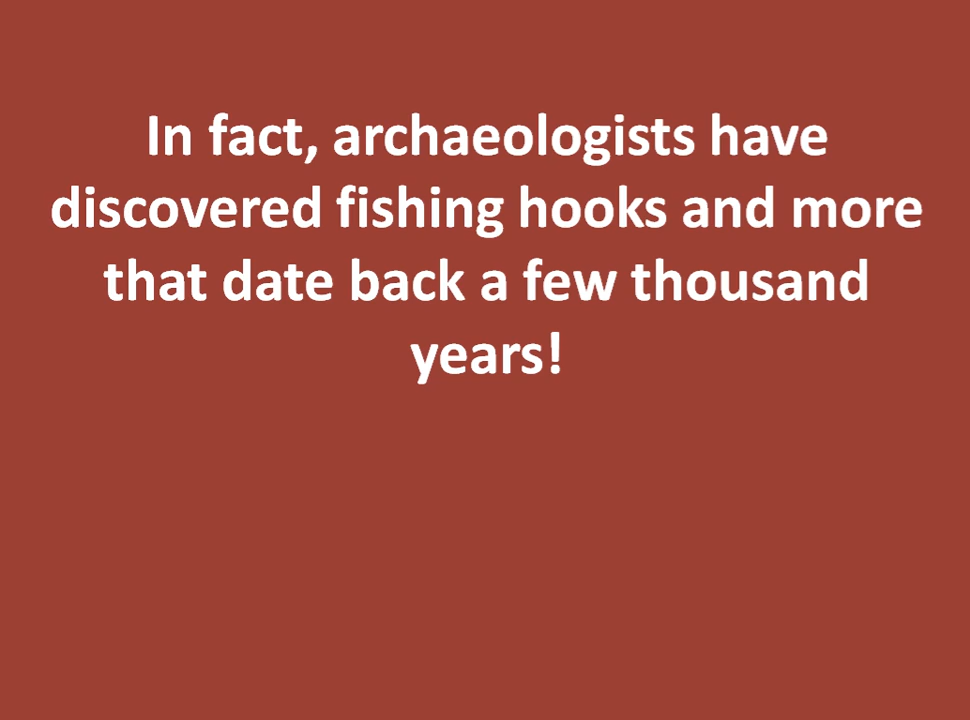 In fact, archaeologists have
discovered fishing hooks and more
that date back a few thousand
years!